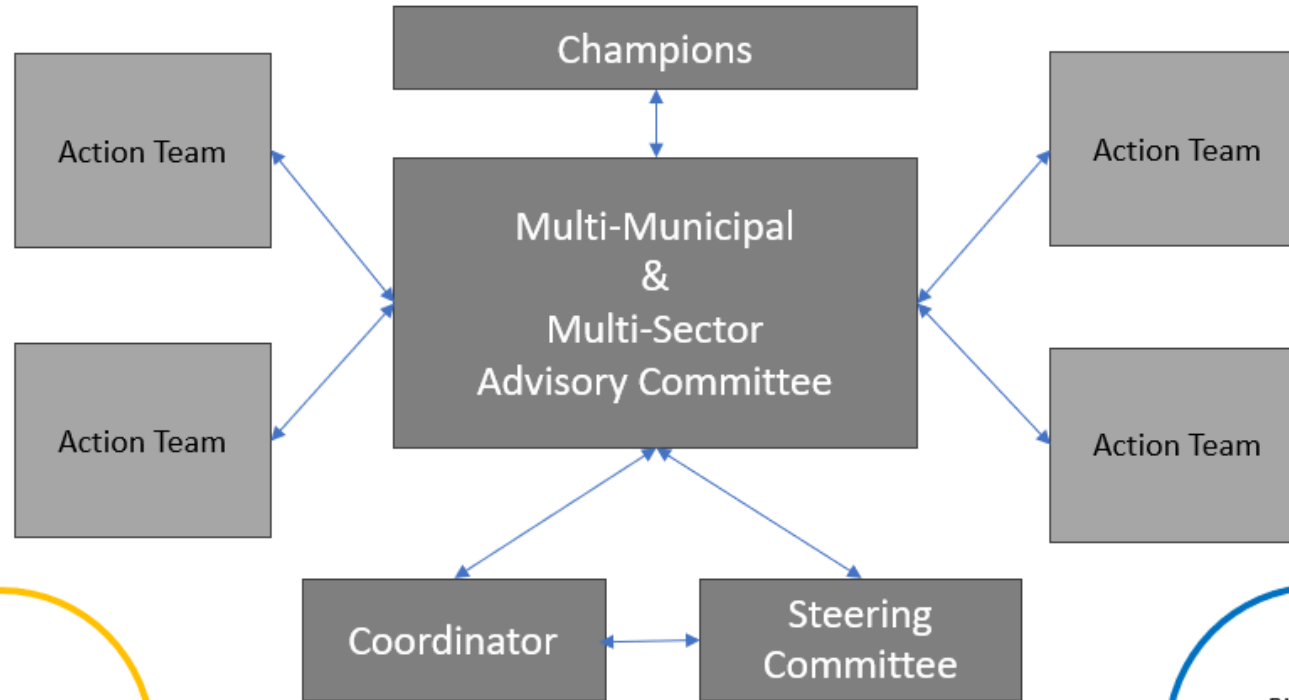 Champions
Action Team
Action Team
Multi-Municipal
&
Multi-Sector
Advisory Committee
Action Team
Action Team
Coordinator
Steering
Committee